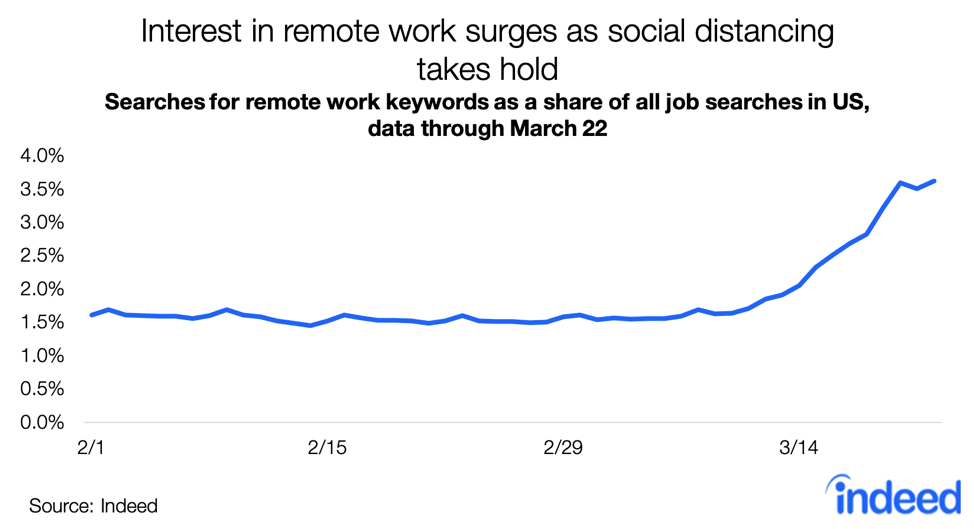 Interest in remote work surges as social distancing
takes hold
Searches for remote work keywords as a share of all job searches in US,
data through March 22
4.0%
3.5%
3.0%
2.5%
2.0%
1.5%
1.0%
0.5%
0.0%
2/1 2/15 2/29 3/14
Source: Indeed
indeed